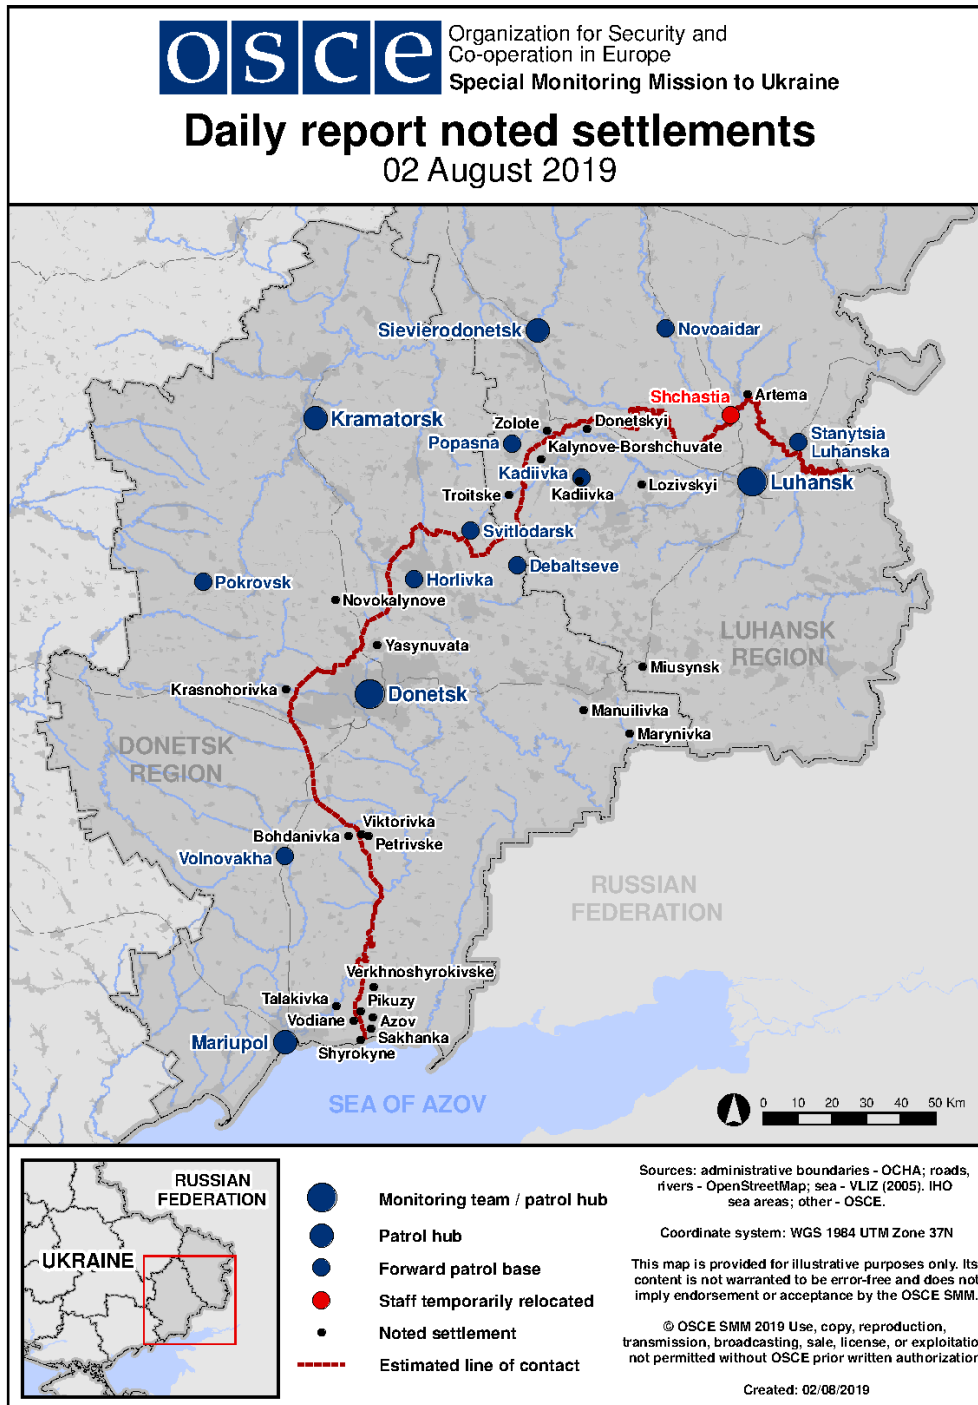 osce
Organization for Security and
Co-operation in Europe
Special Monitoring Mission to Ukraine
Daily report noted settlements
02 August 2019
Sievierodonetsk
Novoaidar
Shchastia
Artema
Kramatorsk
Zolote
Donetskyi
Stanytsia
Luhanska
Popasna
Kalynove-Borshchuvate
Kadiivka
Kadiivka
Lozivskyi
Luhansk
Troitske
Svitlodarsk
Debaltseve
Pokrovsk
Horlivka
Novokalynove
LUHANSK
REGION
Yasynuvata
Miusynsk
Krasnohorivka
Donetsk
Manuilivka
Marynivka
DONETSK
REGION
Viktorivka
Bohdanivka
Petrivske
Volnovakha
RUSSIAN
FEDERATION
Verkhnoshyrokivske
Talakivka
Pikuzy
Vodiane
Azov
Sakhanka
Mariupol
Shyrokyne
SEA OF AZOV
0 10 20 30 40 50 Km
RUSSIAN
FEDERATION
UKRAINE
Monitoring team / patrol hub
Patrol hub
Forward patrol base
Staff temporarily relocated
Noted settlement
Estimated line of contact
Sources: administrative boundaries - OCHA; roads,
rivers - OpenStreetMap; sea - VLIZ (2005). IHO
sea areas; other - OSCE.
Coordinate system: WGS 1984 UTM Zone 37N
This map is provided for illustrative purposes only. Its
content is not warranted to be error-free and does not
imply endorsement or acceptance by the OSCE SMM.
© OSCE SMM 2019 Use, copy, reproduction,
transmission, broadcasting, sale, license, or exploitatio
not permitted without OSCE prior written authorization
Created: 02/08/2019